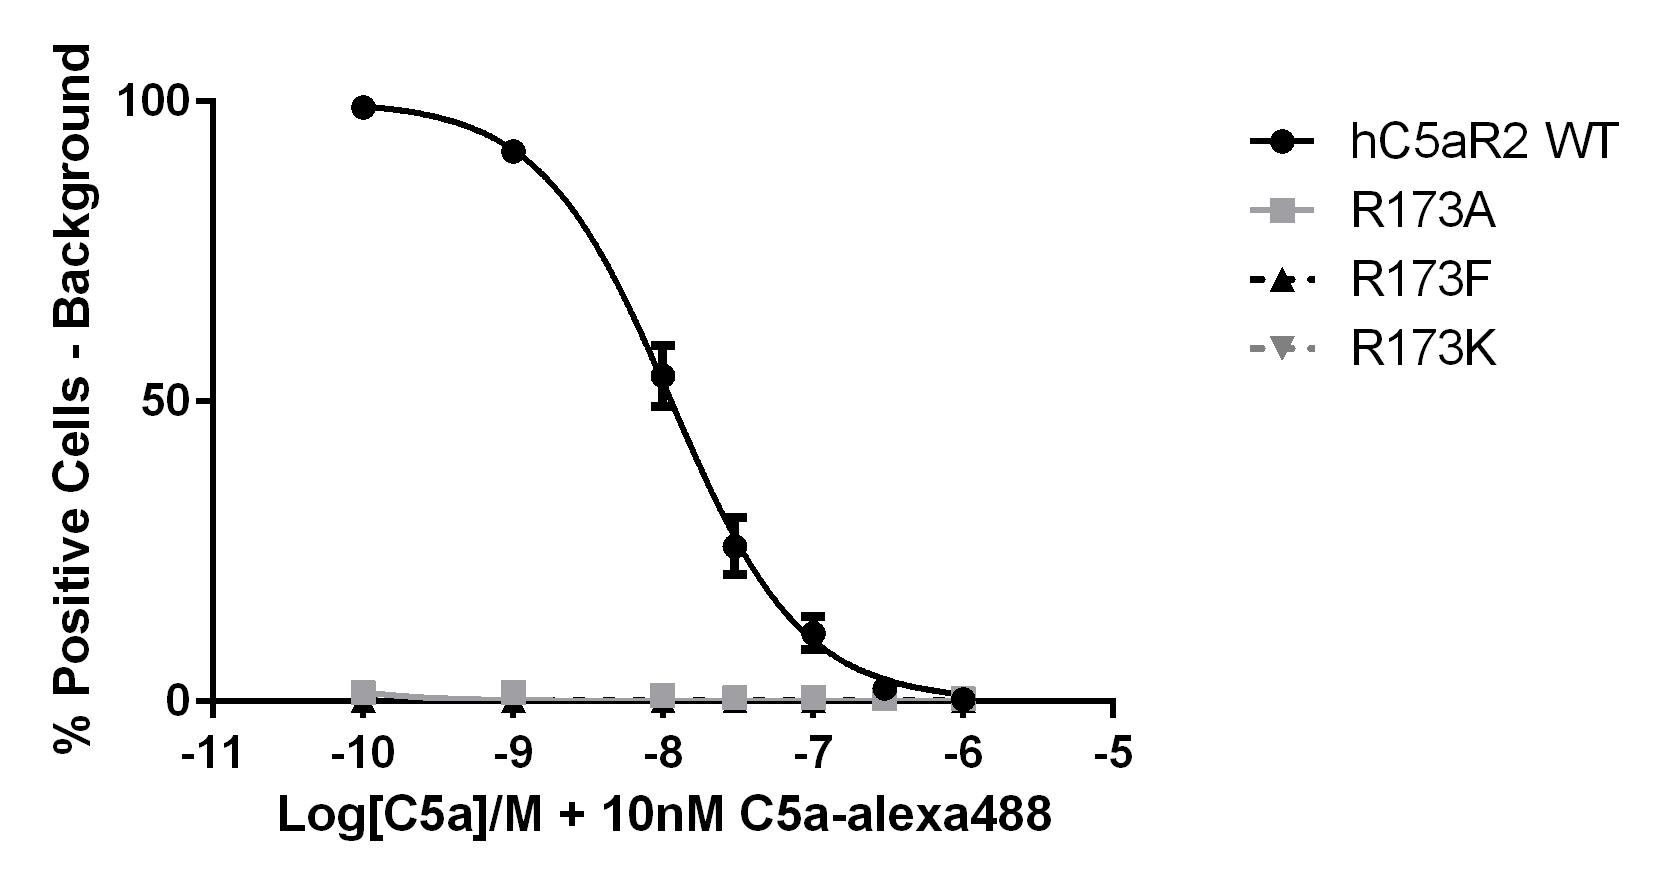 % Positive Cells - Background
100
50
0
-11 -10 -9 -8 -7 -6 -5
Log[C5a]/M + 10nM C5a-alexa488
hC5aR2 WT
R173A
R173F
R173K